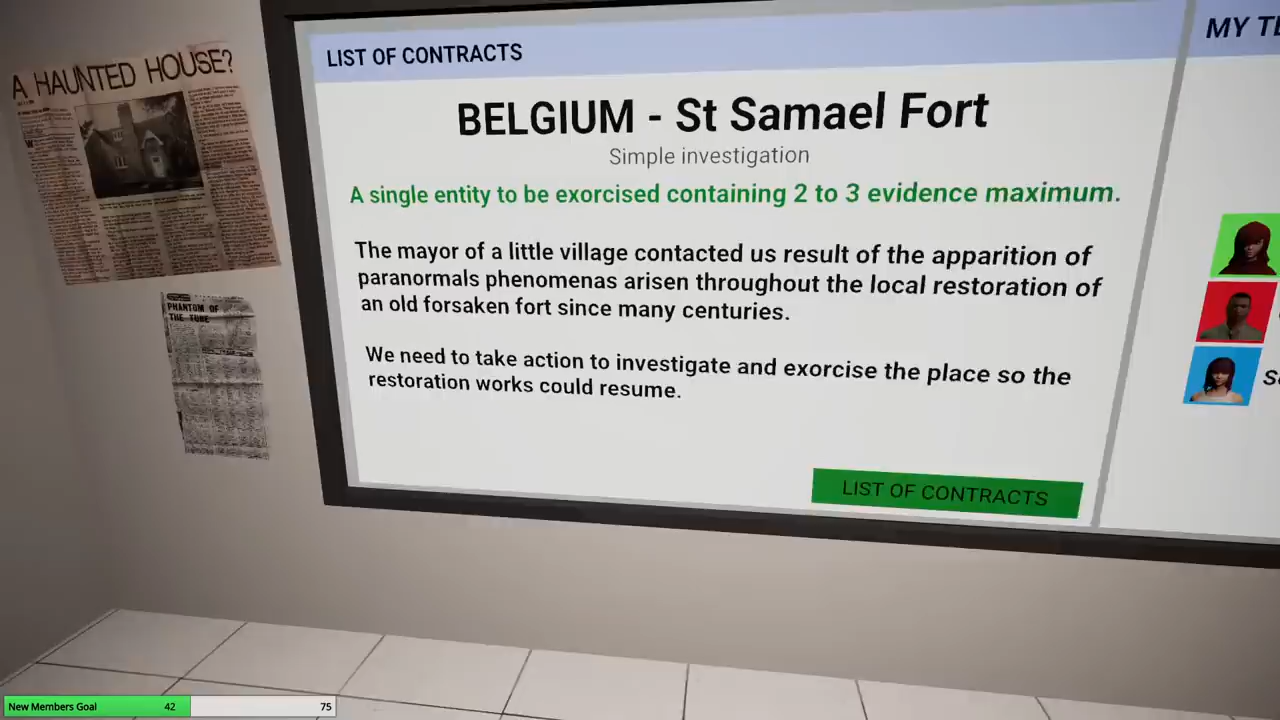 A HAUNTED HOUSE?
PHANTOM OF
THE TUBE
LIST OF CONTRACTS
BELGIUM - St Samael Fort
Simple investigation
A single entity to be exorcised containing 2 to 3 evidence maximum.
The mayor of a little village contacted us result of the apparition of
paranormals phenomenas arisen throughout the local restoration of
an old forsaken fort since many centuries.
We need to take action to investigate and exorcise the place so the
restoration works could resume.
LIST OF CONTRACTS
MY
New Members Goal 42 75